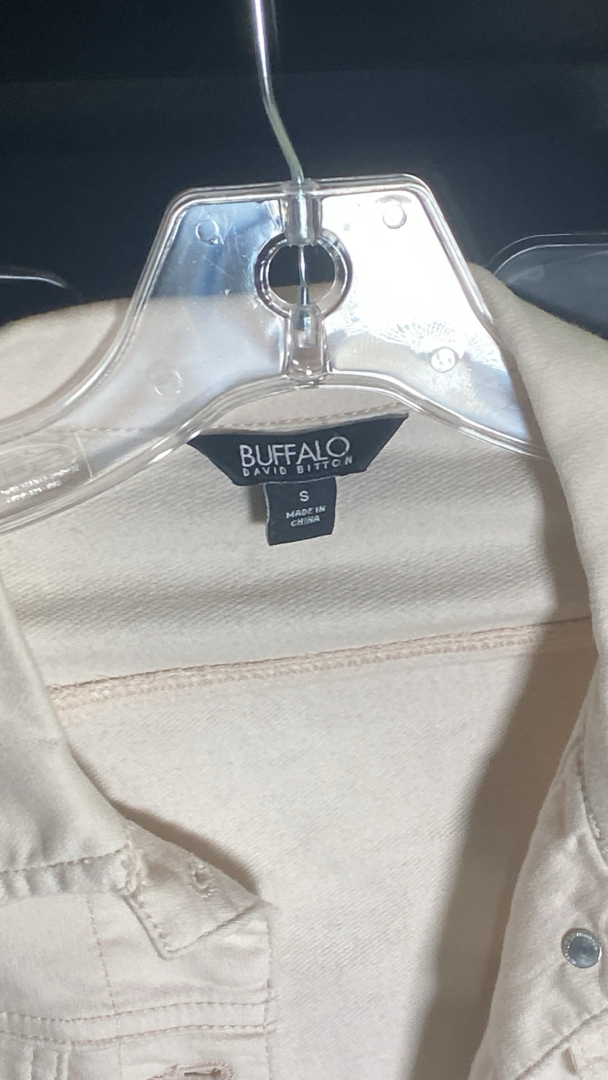 BUFFALO
DAVID BITTON
S
MADE IN
CHINA